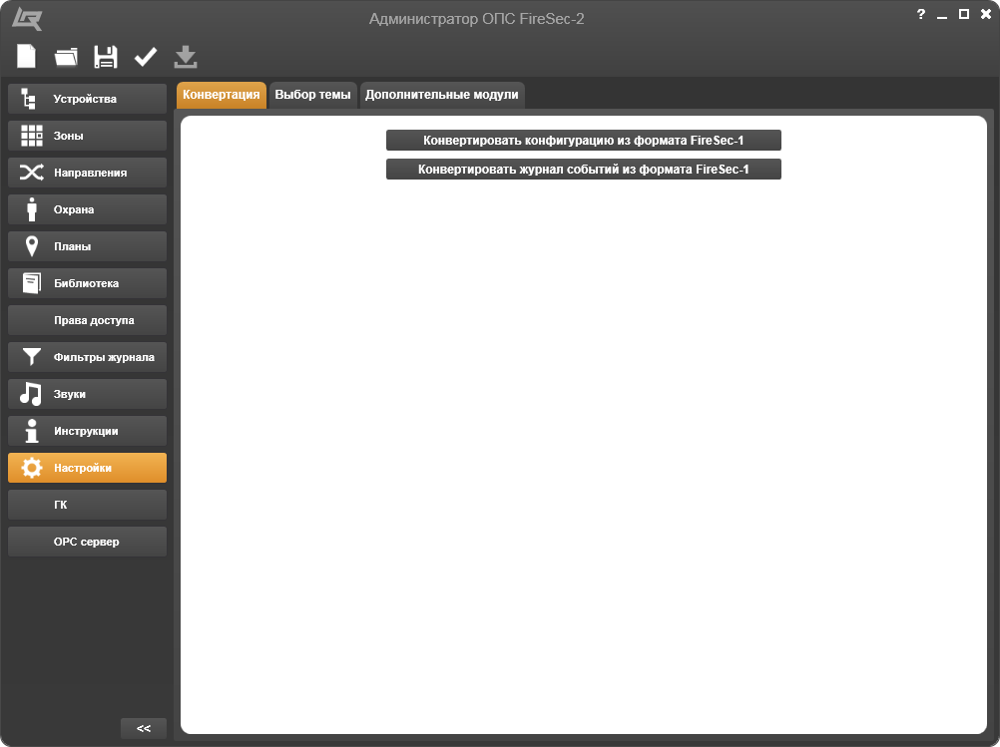 Администратор ОПС FireSec-2
?
Устройства
Зоны
Направления
Охрана
Планы
Библиотека
Права доступа
Фильтры журнала
Звуки
Инструкции
Настройки
ГК
OPC сервер
<<
Конвертация Выбор темы Дополнительные модули
Конвертировать конфигурацию из формата FireSec-1
Конвертировать журнал событий из формата FireSec-1